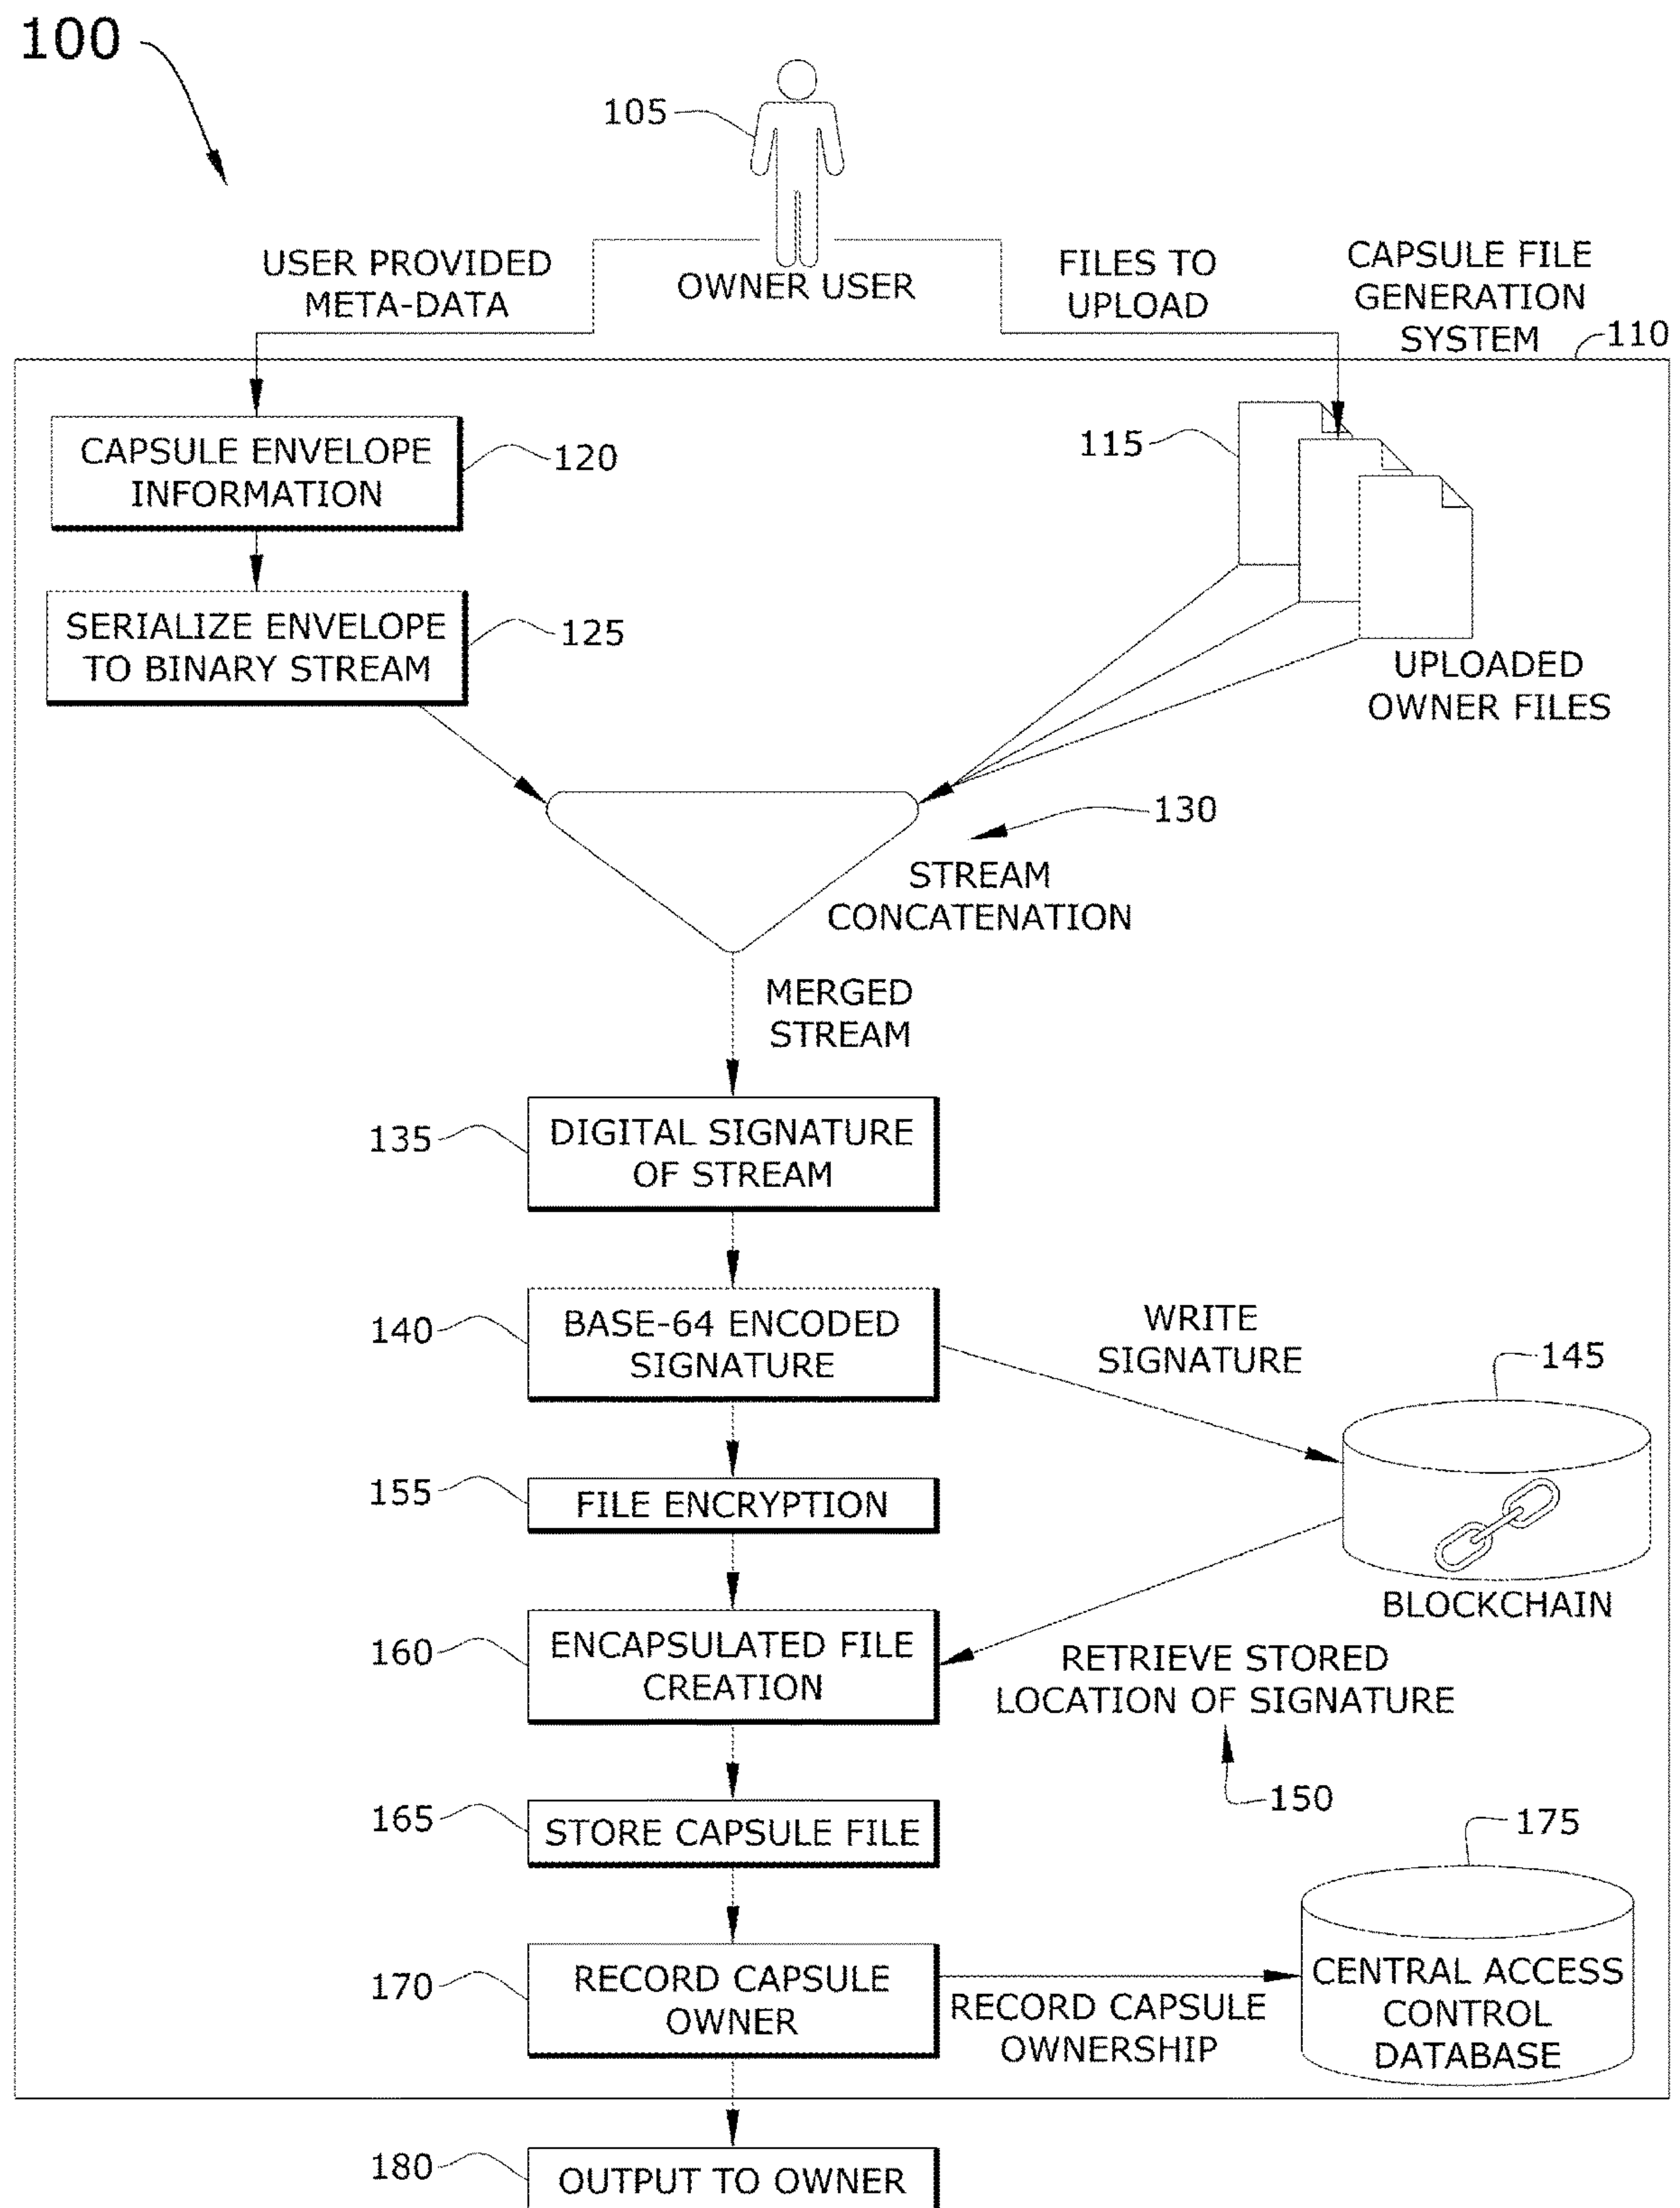 100
105
USER PROVIDED
META-DATA
OWNER USER
FILES TO
UPLOAD
CAPSULE FILE
GENERATION
SYSTEM
110
CAPSULE ENVELOPE
INFORMATION
120
115
SERIALIZE ENVELOPE
TO BINARY STREAM
125
UPLOADED
OWNER FILES
130
STREAM
CONCATENATION
MERGED
STREAM
135
DIGITAL SIGNATURE
OF STREAM
140
BASE-64 ENCODED
SIGNATURE
WRITE
SIGNATURE
145
155
FILE ENCRYPTION
BLOCKCHAIN
160
ENCAPSULATED FILE
CREATION
RETRIEVE STORED
LOCATION OF SIGNATURE
150
165
STORE CAPSULE FILE
175
170
RECORD CAPSULE
OWNER
RECORD CAPSULE
OWNERSHIP
CENTRAL ACCESS
CONTROL
DATABASE
180
OUTPUT TO OWNER